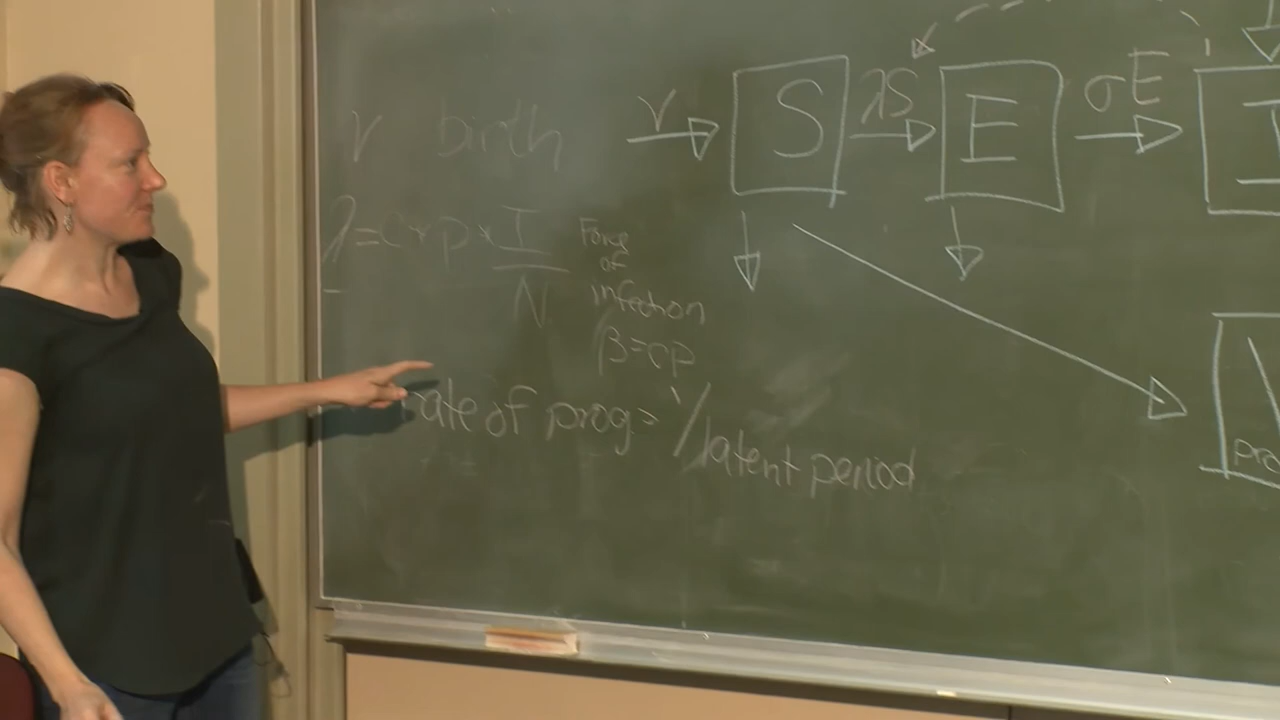 ν birth
λ = c * p * I
N
Force
of
infection
β=cp
rate of prog = 1/latent period
ν
S
λS
E
σE
I